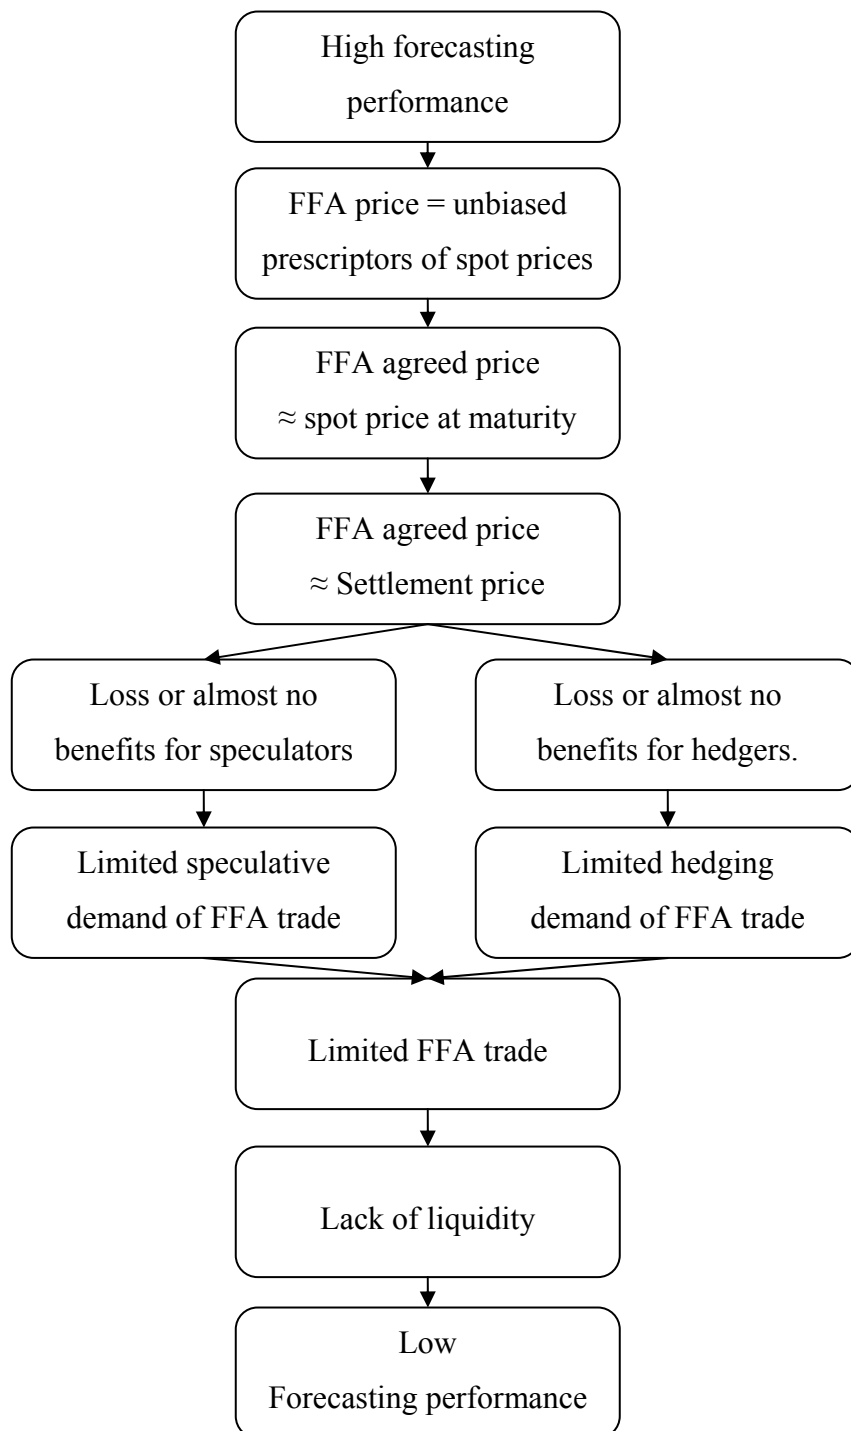 High forecasting
performance
FFA price = unbiased
prescriptors of spot prices
FFA agreed price
≈ spot price at maturity
FFA agreed price
≈ Settlement price
Loss or almost no
benefits for speculators
Loss or almost no
benefits for hedgers.
Limited speculative
demand of FFA trade
Limited hedging
demand of FFA trade
Limited FFA trade
Lack of liquidity
Low
Forecasting performance